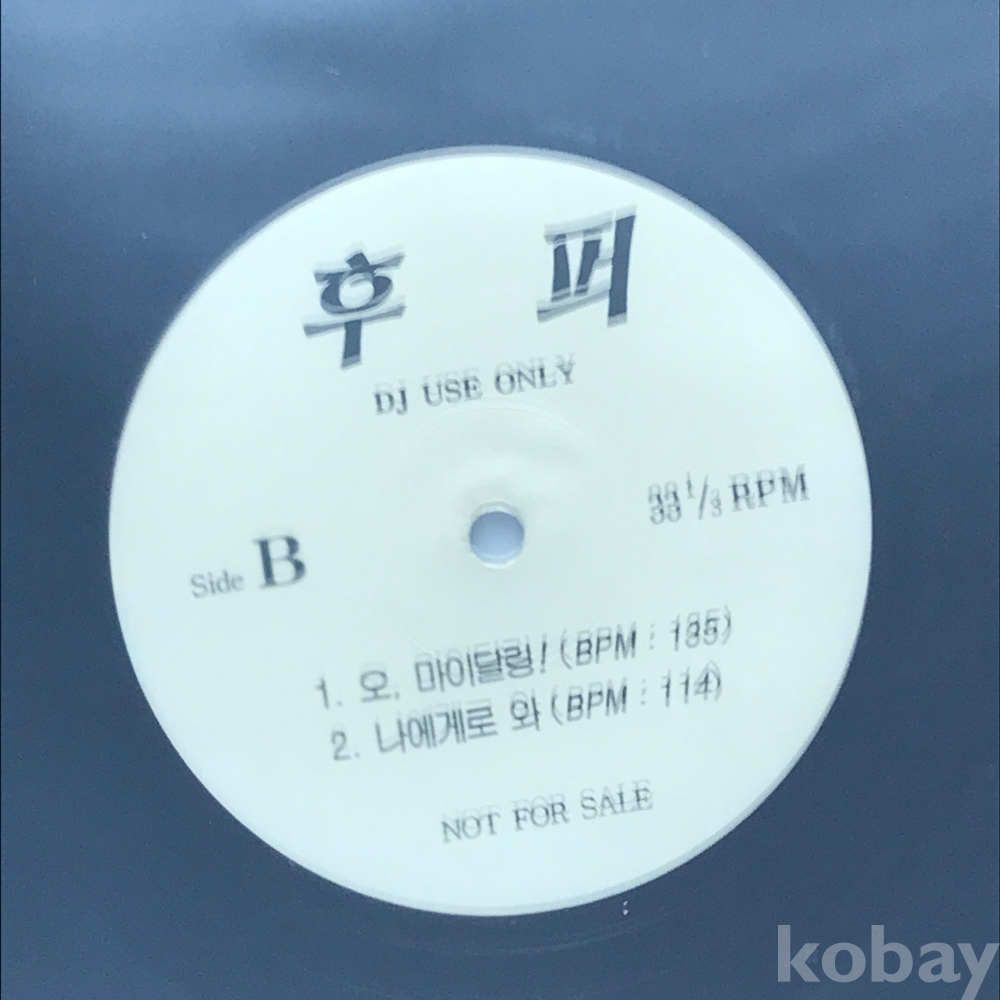 후 퍼
DJ USE ONLY
33 1/3 RPM
Side B
1. 오, 마이달링! (BPM : 135)
2. 나에게로 와 (BPM : 114)
NOT FOR SALE
kobay